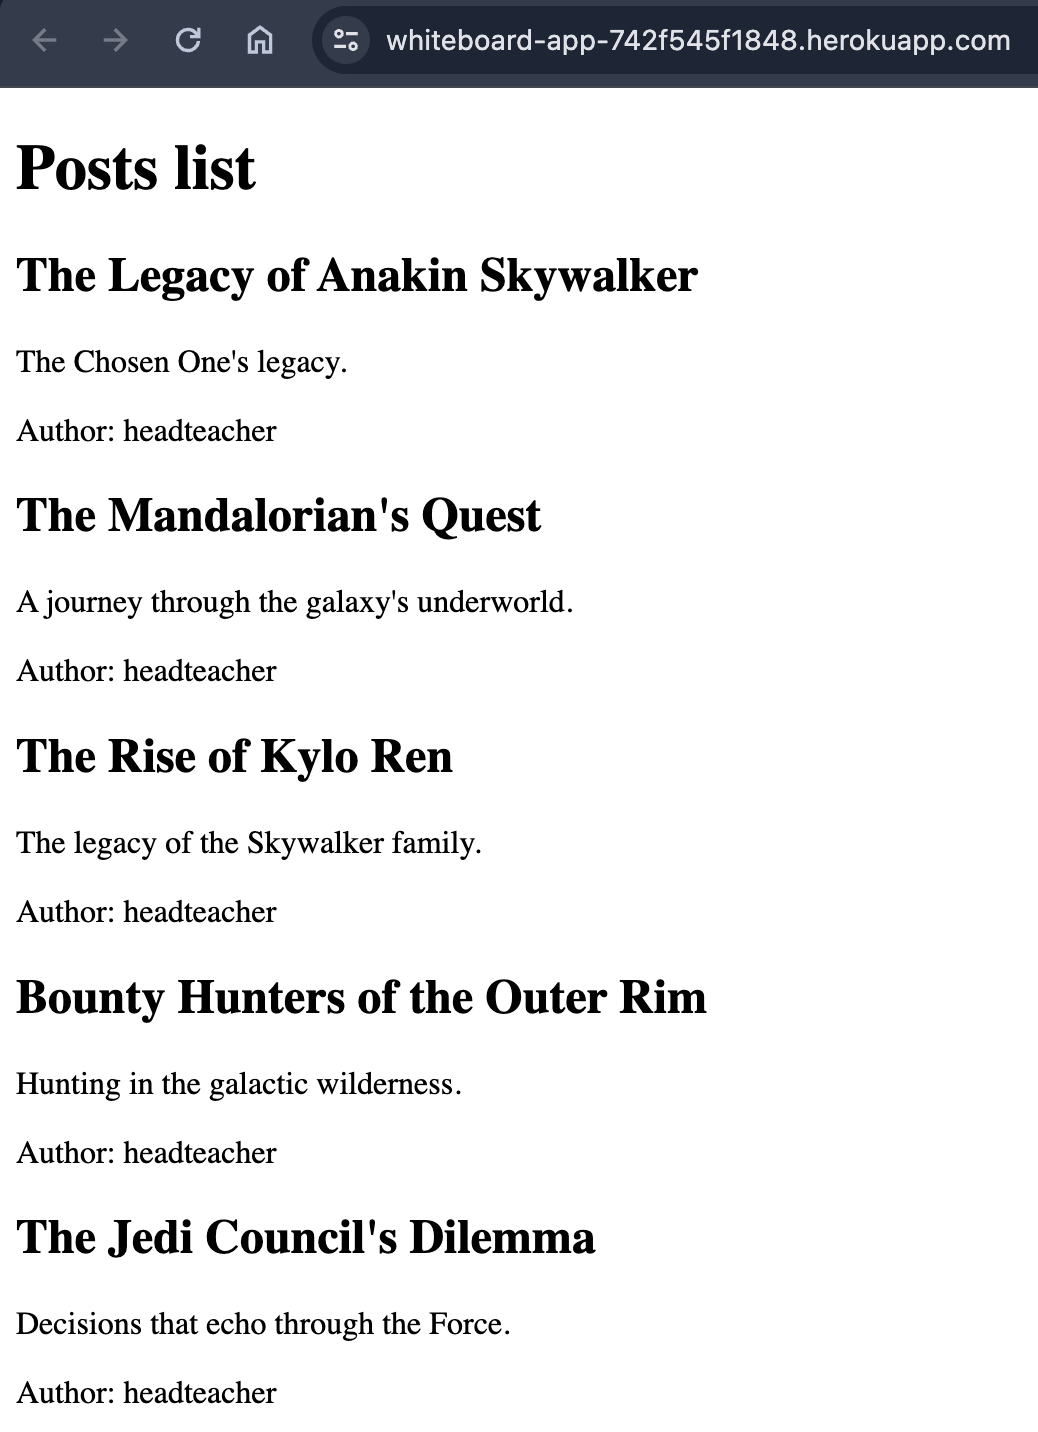 whiteboard-app-742f545f1848.herokuapp.com
Posts list
The Legacy of Anakin Skywalker
The Chosen One's legacy.
Author: headteacher
The Mandalorian's Quest
A journey through the galaxy's underworld.
Author: headteacher
The Rise of Kylo Ren
The legacy of the Skywalker family.
Author: headteacher
Bounty Hunters of the Outer Rim
Hunting in the galactic wilderness.
Author: headteacher
The Jedi Council's Dilemma
Decisions that echo through the Force.
Author: headteacher